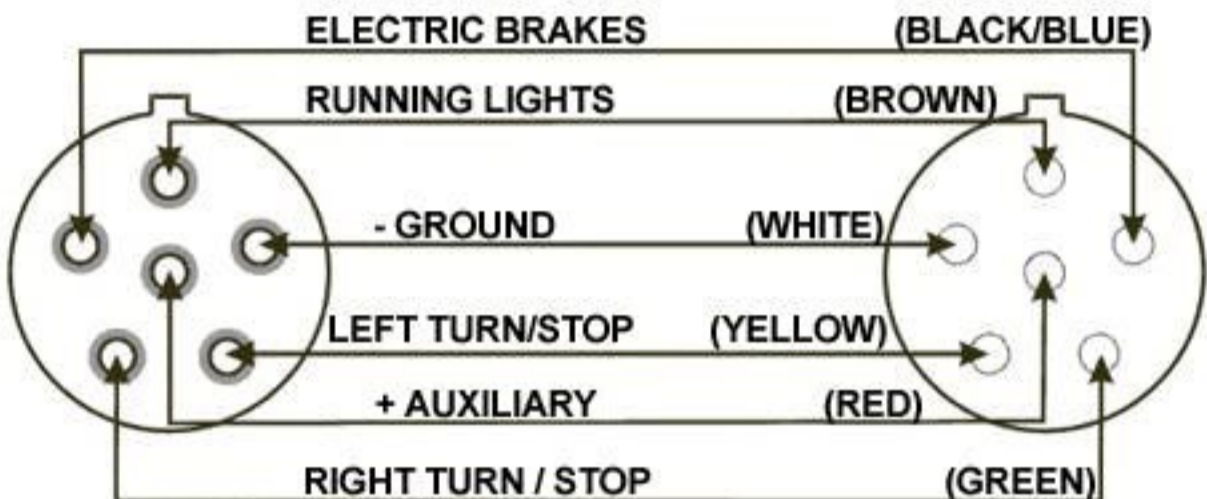 ELECTRIC BRAKES (BLACK/BLUE)
RUNNING LIGHTS (BROWN)
- GROUND (WHITE)
LEFT TURN/STOP (YELLOW)
+ AUXILIARY (RED)
RIGHT TURN / STOP (GREEN)